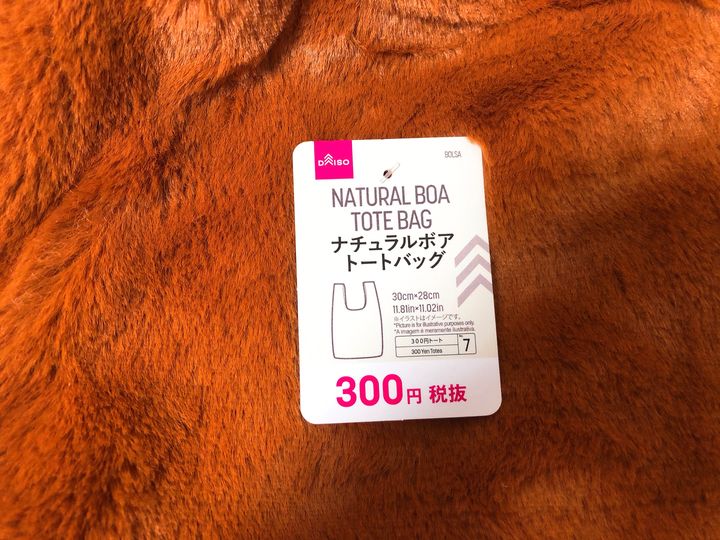 DAISO
BOLSA
NATURAL BOA
TOTE BAG
ナチュラルボア
トートバッグ
30cm×28cm
11.81in×11.02in
※イラストはイメージです。
*Picture is for illustrative purposes only.
*A imagem é meramente ilustrativa.
300円トート
300 Yen Totes
No 7
300円 税抜